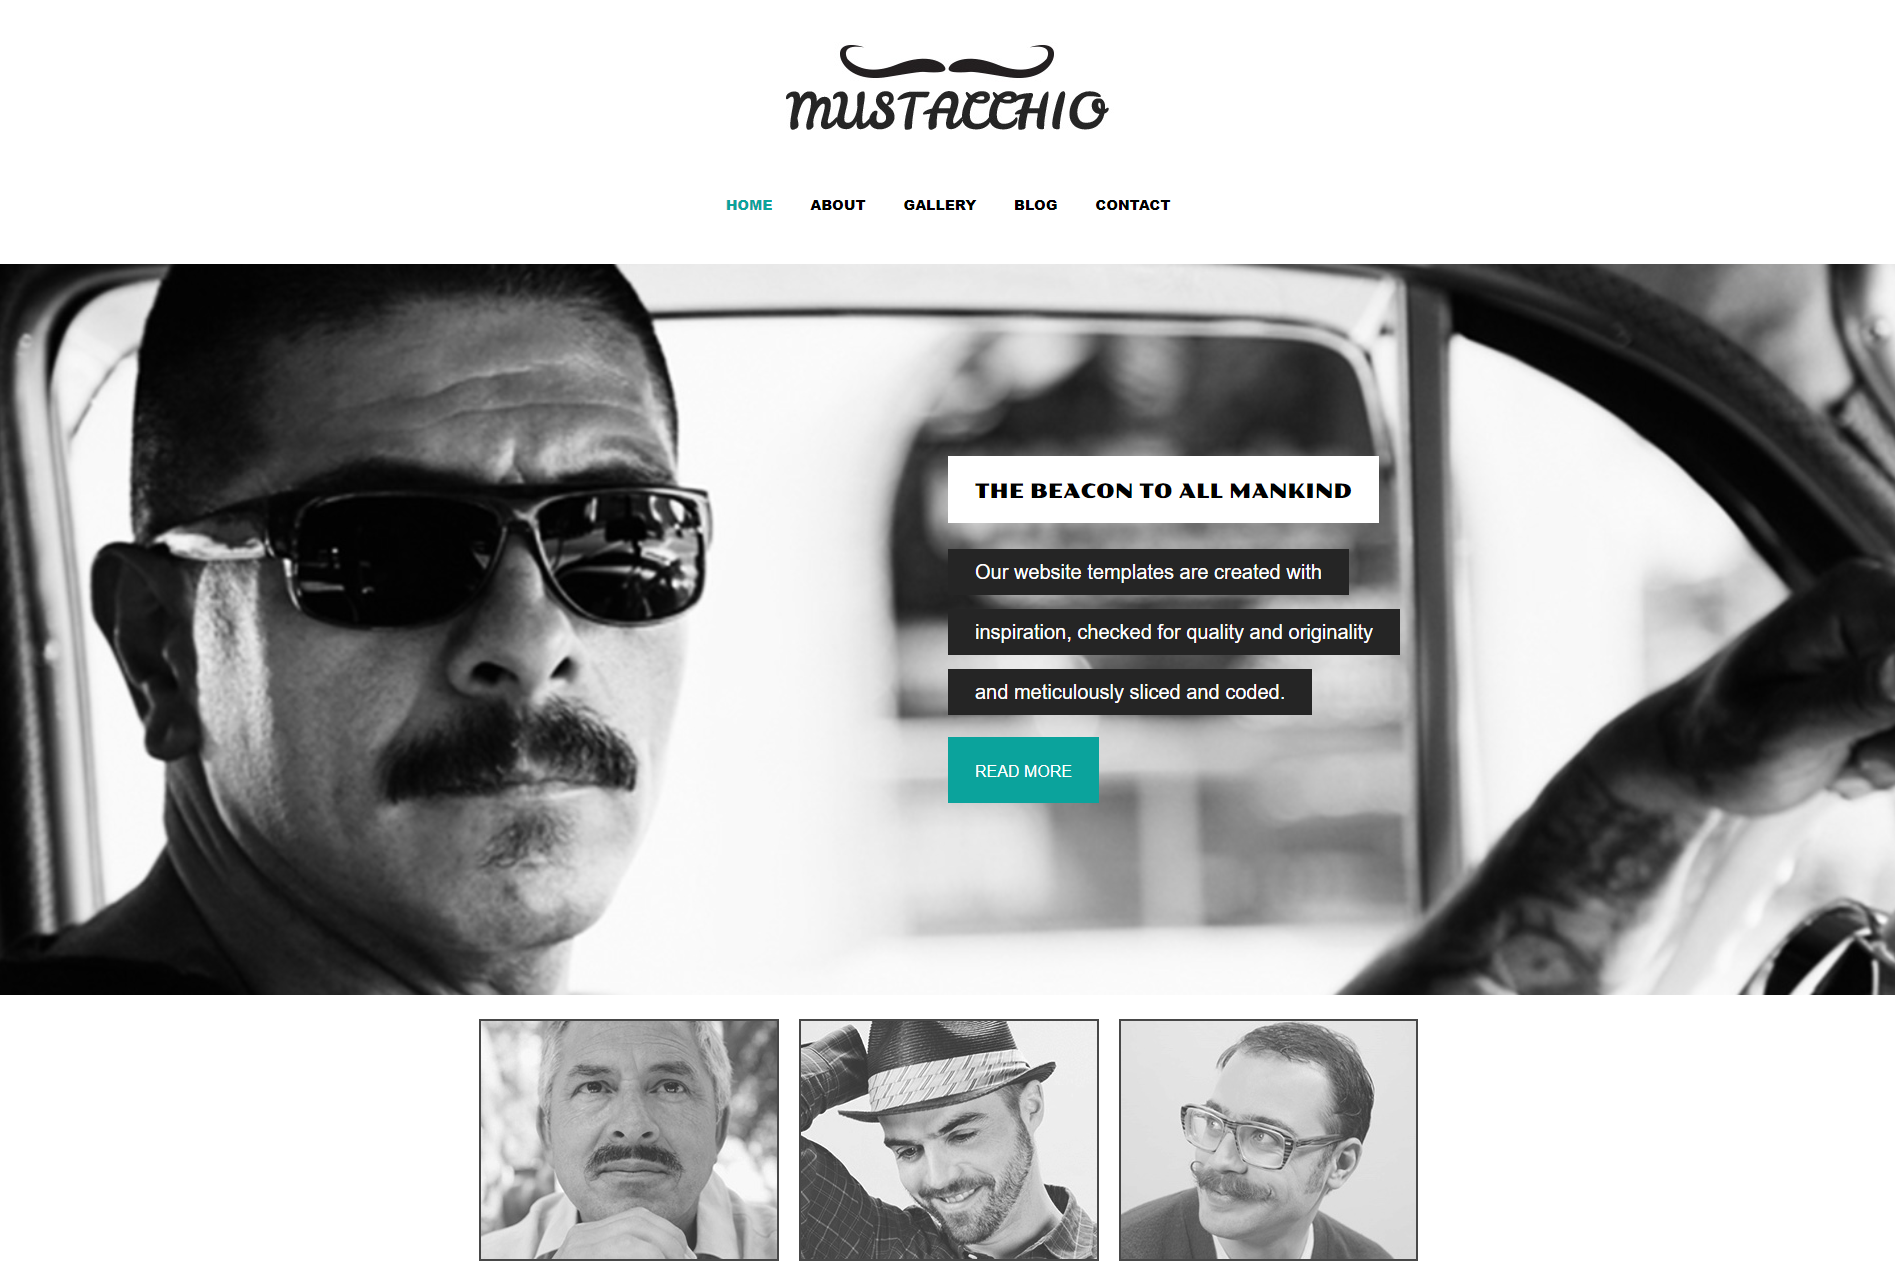 MUSTACCHIO
HOME ABOUT GALLERY BLOG CONTACT
THE BEACON TO ALL MANKIND
Our website templates are created with
inspiration, checked for quality and originality
and meticulously sliced and coded.
READ MORE